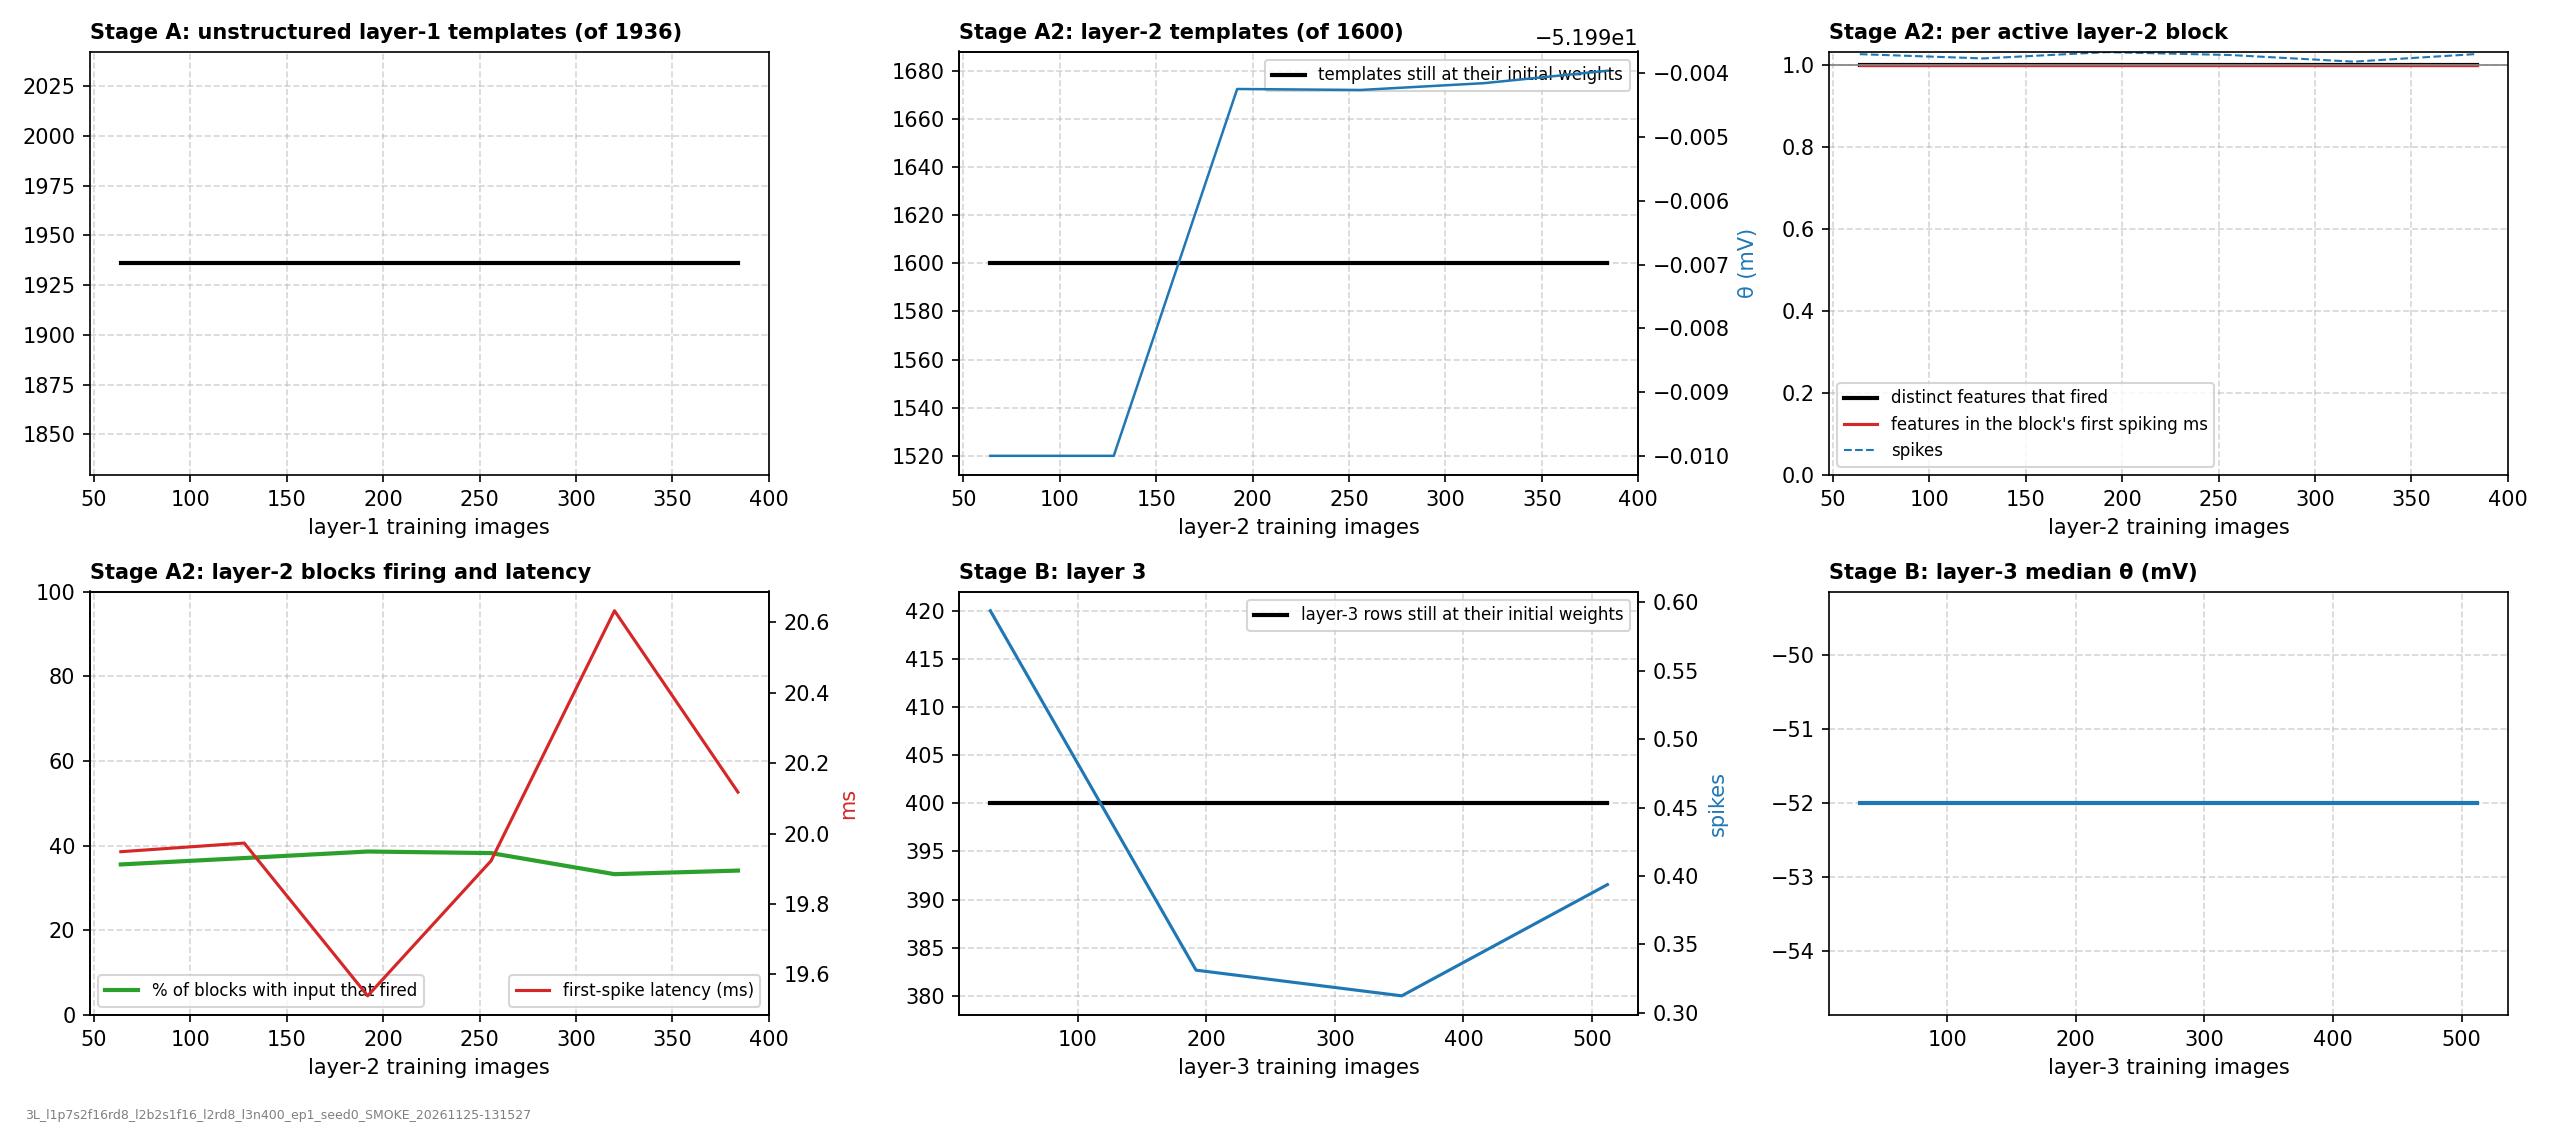 Stage A: unstructured layer-1 templates (of 1936)
2025
2000
1975
1950
1925
1900
1875
1850
50 100 150 200 250 300 350 400
layer-1 training images
Stage A2: layer-2 templates (of 1600)
−5.199e1
templates still at their initial weights
1680
1660
1640
1620
1600
1580
1560
1540
1520
−0.004
−0.005
−0.006
−0.007
−0.008
−0.009
−0.010
θ (mV)
50 100 150 200 250 300 350 400
layer-2 training images
Stage A2: per active layer-2 block
1.0
0.8
0.6
0.4
0.2
0.0
distinct features that fired
features in the block's first spiking ms
spikes
50 100 150 200 250 300 350 400
layer-2 training images
Stage A2: layer-2 blocks firing and latency
100
80
60
40
20
0
20.6
20.4
20.2
20.0
19.8
19.6
ms
% of blocks with input that fired
first-spike latency (ms)
50 100 150 200 250 300 350 400
layer-2 training images
Stage B: layer 3
layer-3 rows still at their initial weights
420
415
410
405
400
395
390
385
380
0.60
0.55
0.50
0.45
0.40
0.35
0.30
spikes
100 200 300 400 500
layer-3 training images
Stage B: layer-3 median θ (mV)
−50
−51
−52
−53
−54
100 200 300 400 500
layer-3 training images
3L_l1p7s2f16rd8_l2b2s1f16_l2rd8_l3n400_ep1_seed0_SMOKE_20261125-131527